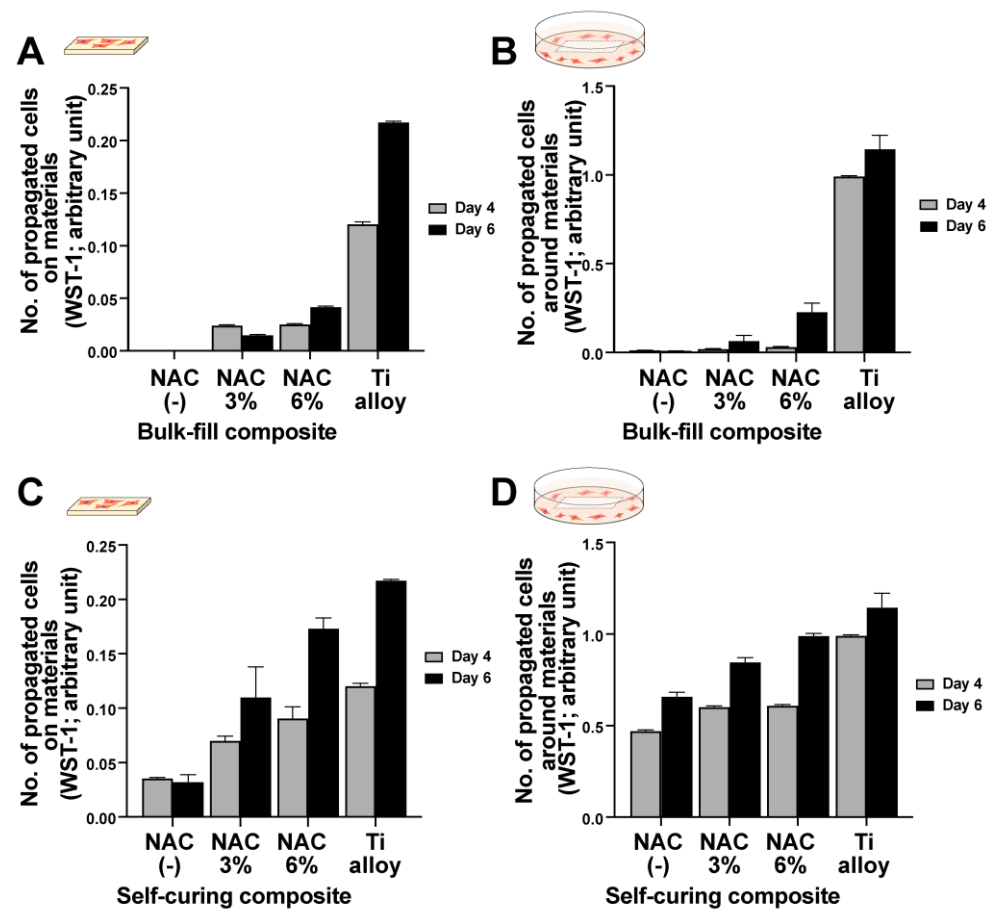 A
No. of propagated cells
on materials
(WST-1; arbitrary unit)
0.25
0.20
0.15
0.10
0.05
0.00
Day 4
Day 6
NAC NAC NAC Ti
(-) 3% 6% alloy
Bulk-fill composite
B
No. of propagated cells
around materials
(WST-1; arbitrary unit)
1.5
1.0
0.5
0.0
Day 4
Day 6
NAC NAC NAC Ti
(-) 3% 6% alloy
Bulk-fill composite
C
No. of propagated cells
on materials
(WST-1; arbitrary unit)
0.25
0.20
0.15
0.10
0.05
0.00
Day 4
Day 6
NAC NAC NAC Ti
(-) 3% 6% alloy
Self-curing composite
D
No. of propagated cells
around materials
(WST-1; arbitrary unit)
1.5
1.0
0.5
0.0
Day 4
Day 6
NAC NAC NAC Ti
(-) 3% 6% alloy
Self-curing composite